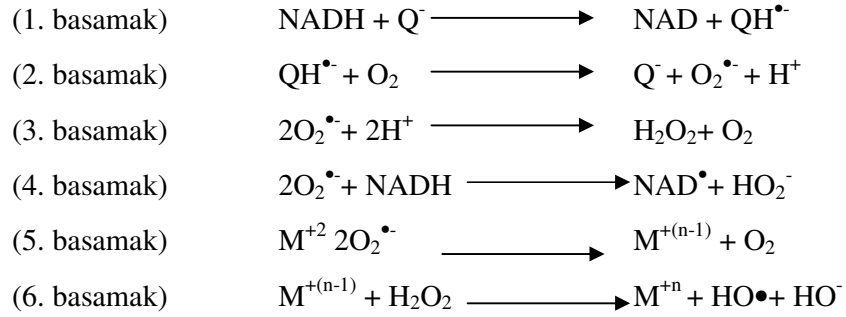 (1. basamak) NADH + Q⁻ ⟶ NAD + QH•⁻
(2. basamak) QH•⁻ + O₂ ⟶ Q⁻ + O₂•⁻ + H⁺
(3. basamak) 2O₂•⁻ + 2H⁺ ⟶ H₂O₂ + O₂
(4. basamak) 2O₂•⁻ + NADH ⟶ NAD• + HO₂⁻
(5. basamak) M⁺² 2O₂•⁻ ⟶ M⁺⁽ⁿ⁻¹⁾ + O₂
(6. basamak) M⁺⁽ⁿ⁻¹⁾ + H₂O₂ ⟶ M⁺ⁿ + HO● + HO⁻